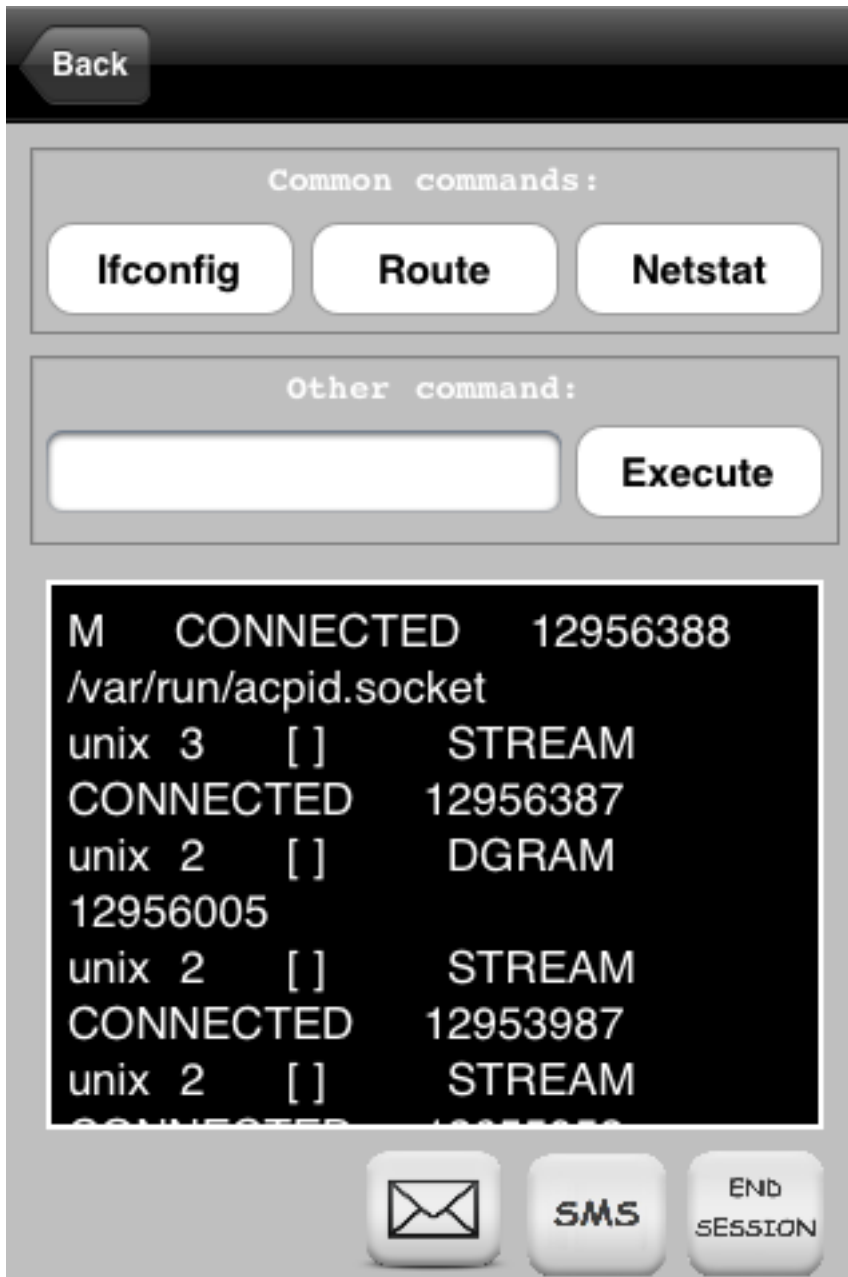 Back
Common commands:
Ifconfig Route Netstat
Other command:
Execute
M CONNECTED 12956388
/var/run/acpid.socket
unix 3 [ ] STREAM
CONNECTED 12956387
unix 2 [ ] DGRAM
12956005
unix 2 [ ] STREAM
CONNECTED 12953987
unix 2 [ ] STREAM
CONNECTED
SMS
END
SESSION